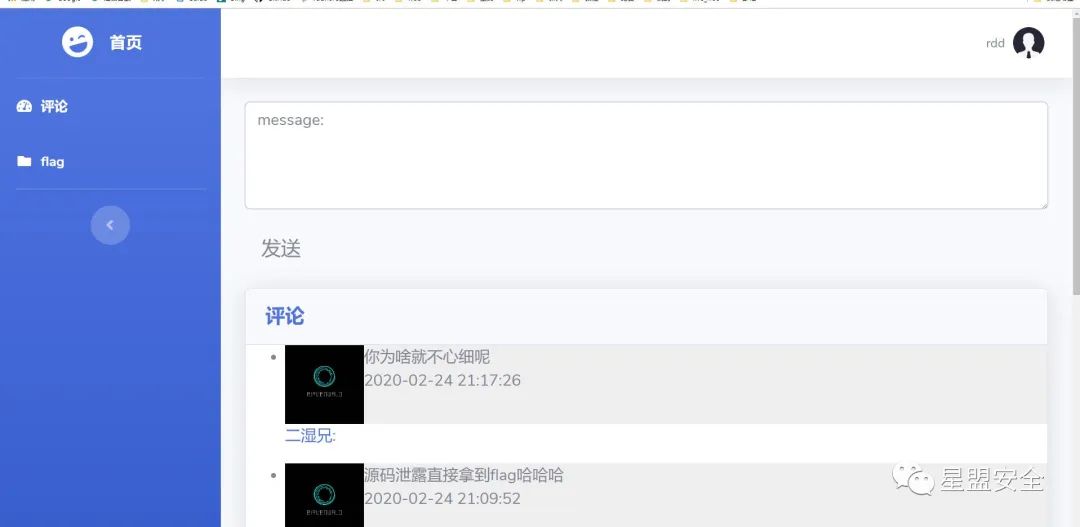 首页
rdd
评论
flag
message:
发送
评论
你为啥就不心细呢
2020-02-24 21:17:26
二湿兄:
源码泄露直接拿到flag哈哈哈
2020-02-24 21:09:52
星盟安全